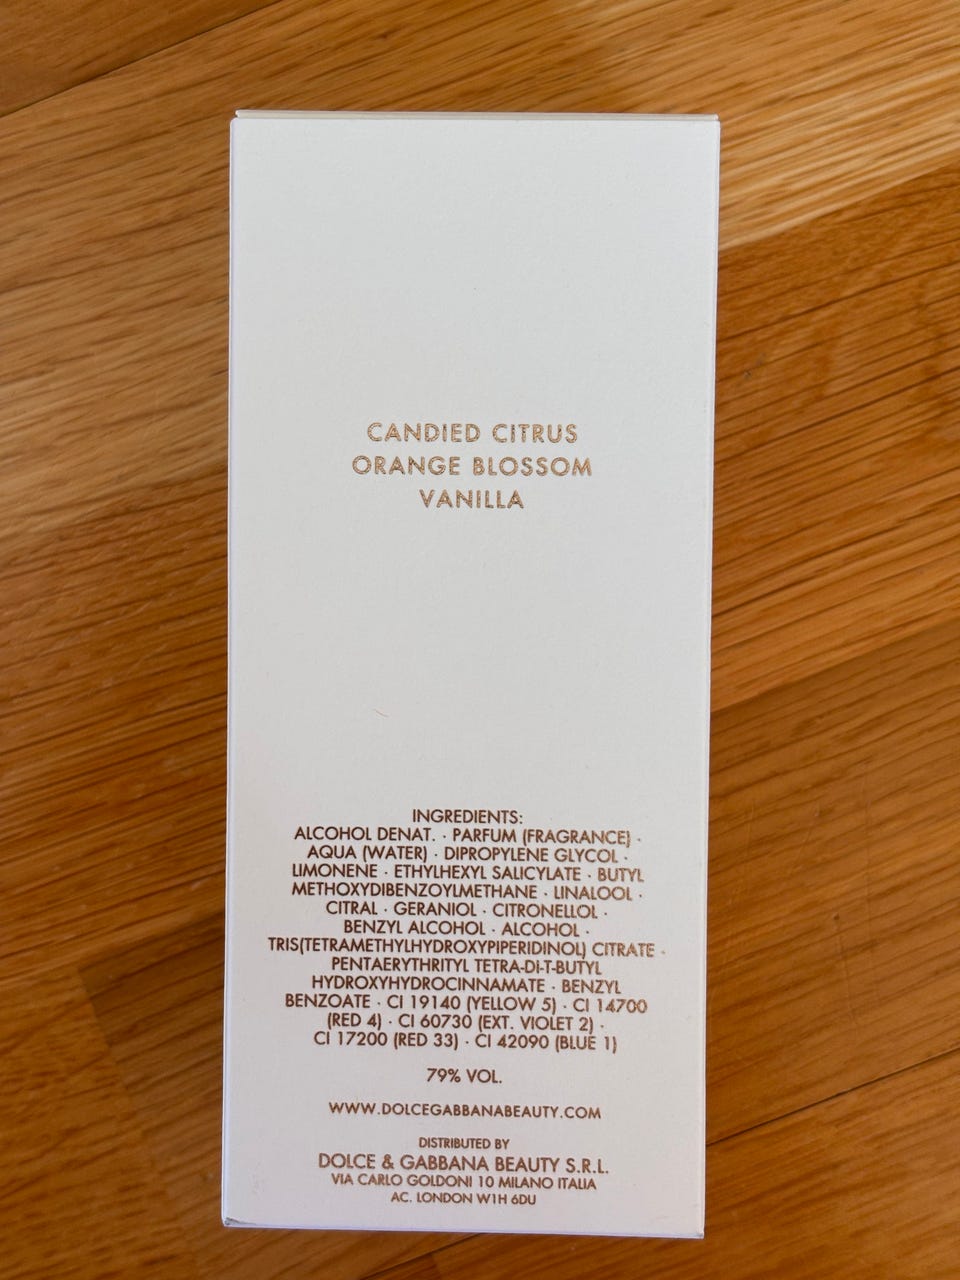 CANDIED CITRUS
ORANGE BLOSSOM
VANILLA
INGREDIENTS:
ALCOHOL DENAT. · PARFUM (FRAGRANCE) ·
AQUA (WATER) · DIPROPYLENE GLYCOL ·
LIMONENE · ETHYLHEXYL SALICYLATE · BUTYL
METHOXYDIBENZOYLMETHANE · LINALOOL ·
CITRAL · GERANIOL · CITRONELLOL ·
BENZYL ALCOHOL · ALCOHOL ·
TRIS(TETRAMETHYLHYDROXYPIPERIDINOL) CITRATE ·
PENTAERYTHRITYL TETRA-DI-T-BUTYL
HYDROXYHYDROCINNAMATE · BENZYL
BENZOATE · CI 19140 (YELLOW 5) · CI 14700
(RED 4) · CI 60730 (EXT. VIOLET 2) ·
CI 17200 (RED 33) · CI 42090 (BLUE 1)
79% VOL.
WWW.DOLCEGABBANABEAUTY.COM
DISTRIBUTED BY
DOLCE & GABBANA BEAUTY S.R.L.
VIA CARLO GOLDONI 10 MILANO ITALIA
AC. LONDON W1H 6DU